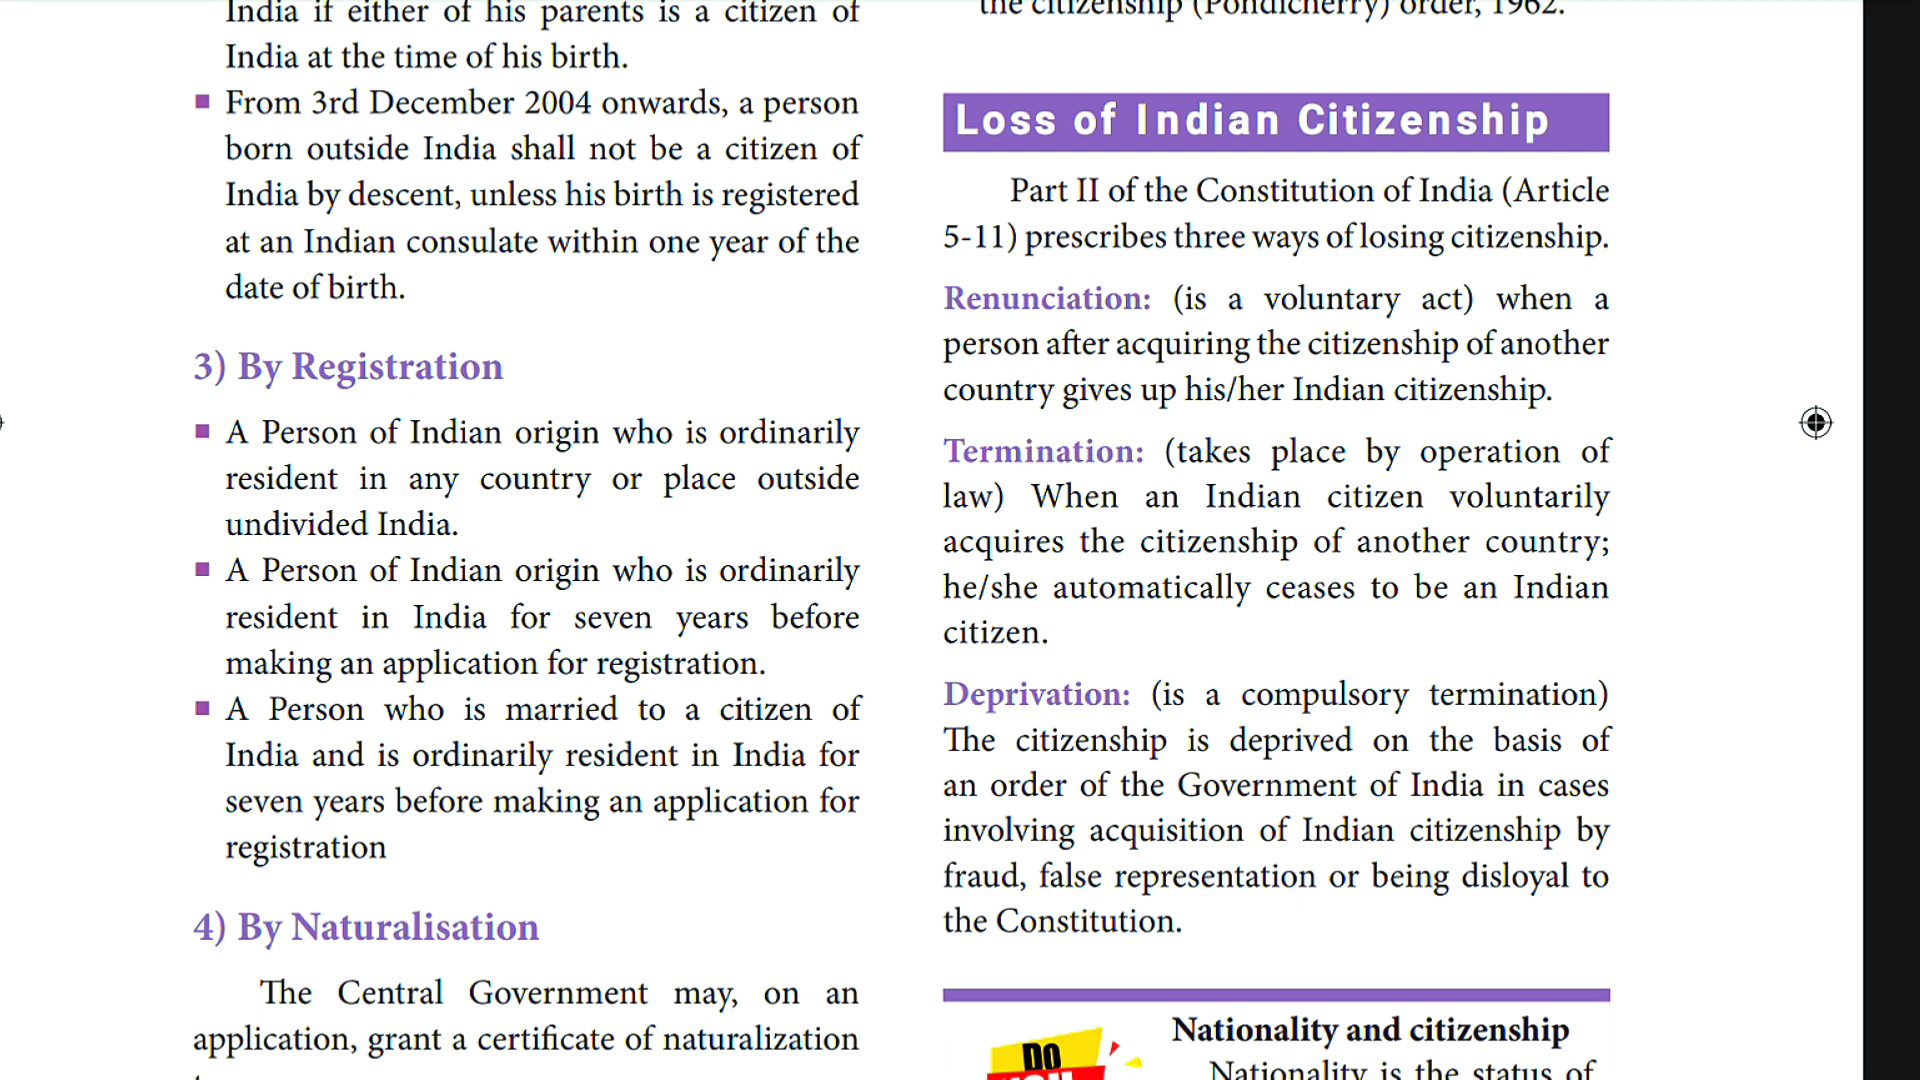 India if either of his parents is a citizen of
India at the time of his birth.
From 3rd December 2004 onwards, a person
born outside India shall not be a citizen of
India by descent, unless his birth is registered
at an Indian consulate within one year of the
date of birth.
3) By Registration
A Person of Indian origin who is ordinarily
resident in any country or place outside
undivided India.
A Person of Indian origin who is ordinarily
resident in India for seven years before
making an application for registration.
A Person who is married to a citizen of
India and is ordinarily resident in India for
seven years before making an application for
registration
4) By Naturalisation
The Central Government may, on an
application, grant a certificate of naturalization
the citizenship (Pondicherry) order, 1962.
Loss of Indian Citizenship
Part II of the Constitution of India (Article
5-11) prescribes three ways of losing citizenship.
Renunciation: (is a voluntary act) when a
person after acquiring the citizenship of another
country gives up his/her Indian citizenship.
Termination: (takes place by operation of
law) When an Indian citizen voluntarily
acquires the citizenship of another country;
he/she automatically ceases to be an Indian
citizen.
Deprivation: (is a compulsory termination)
The citizenship is deprived on the basis of
an order of the Government of India in cases
involving acquisition of Indian citizenship by
fraud, false representation or being disloyal to
the Constitution.
DO
YOU
Nationality and citizenship
Nationality is the status of